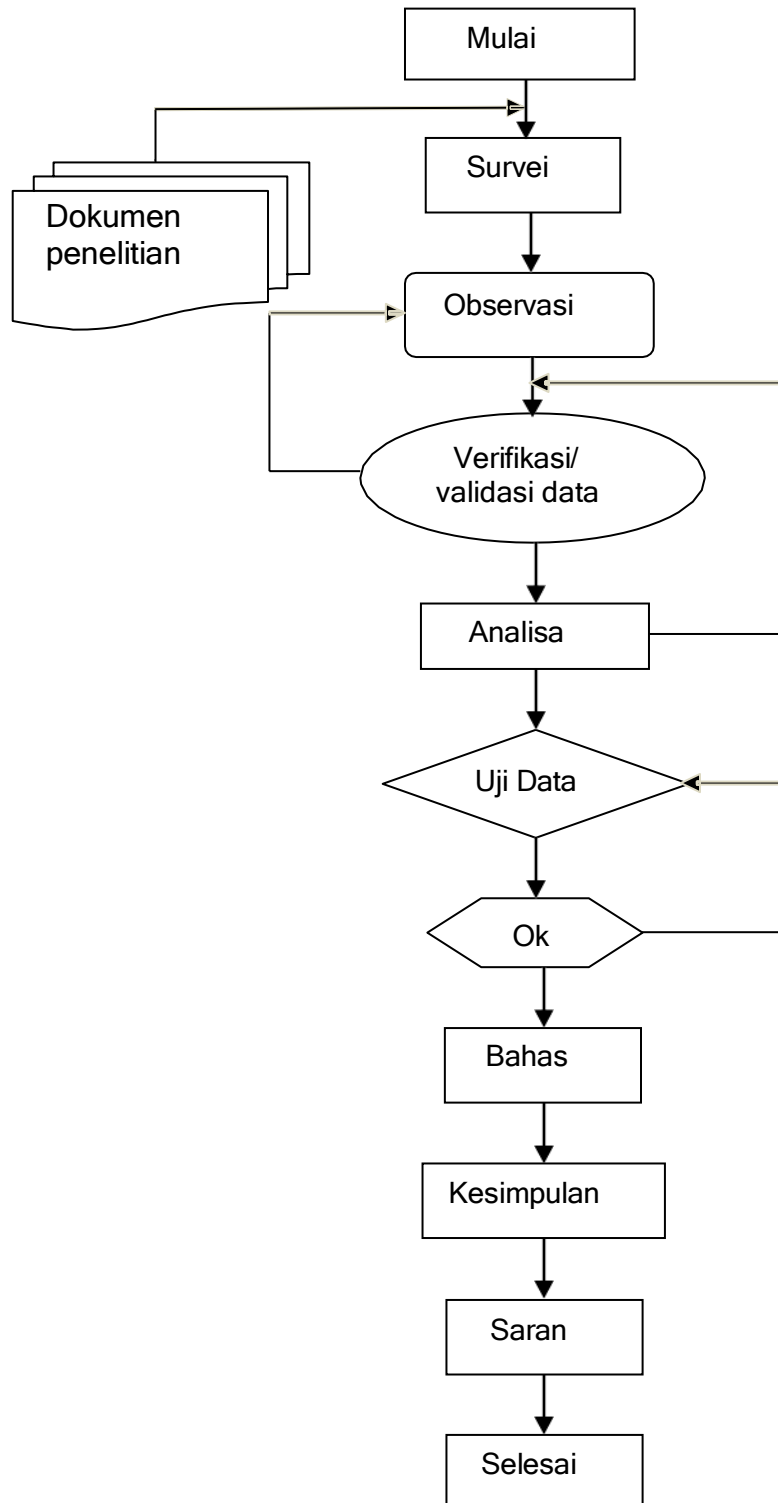 Mulai
Survei
Dokumen
penelitian
Observasi
Verifikasi/
validasi data
Analisa
Uji Data
Ok
Bahas
Kesimpulan
Saran
Selesai